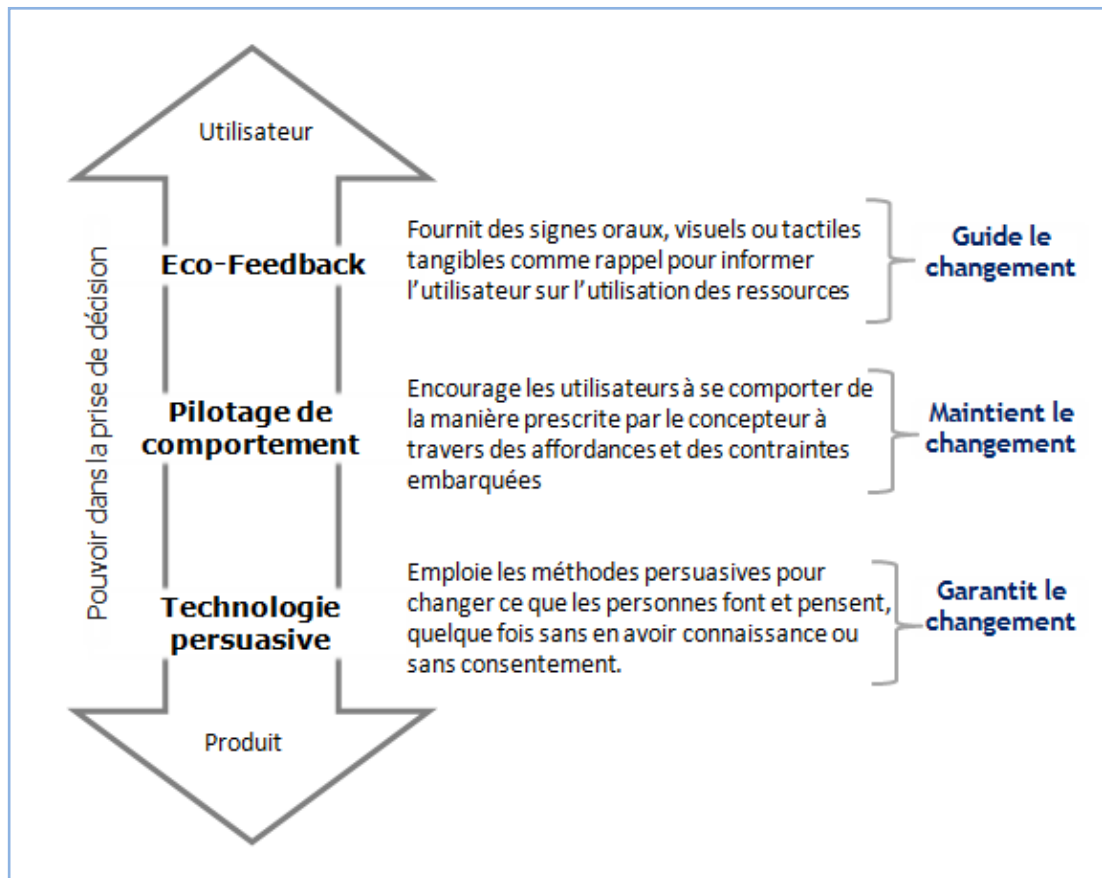 Utilisateur
Pouvoir dans la prise de décision
Eco-Feedback
Fournit des signes oraux, visuels ou tactiles
tangibles comme rappel pour informer
l'utilisateur sur l'utilisation des ressources
Guide le
changement
Pilotage de
comportement
Encourage les utilisateurs à se comporter de
la manière prescrite par le concepteur à
travers des affordances et des contraintes
embarquées
Maintient le
changement
Technologie
persuasive
Emploie les méthodes persuasives pour
changer ce que les personnes font et pensent,
quelque fois sans en avoir connaissance ou
sans consentement.
Garantit le
changement
Produit